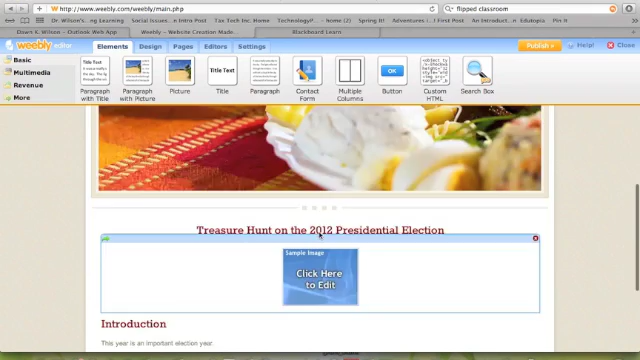 http://www.weebly.com/weebly/main.php
flipped classroom
Dr. Wilson's...ng Learning Social Issues...n Intro Post Tac Tec Inc. Home TechnologyP... Home (2) Spring B! Adventures ...l First Post An Introduct... Edutopia Pin It
Dawn K. Wilson – Outlook Web App
Weebly – Website Creation Made...
Blackboard Learn
weebly editor
Elements Design Pages Editors Settings
Publish
Help!
Close
Basic
Multimedia
Revenue
More
Title Text
Title Text
OK
Paragraph with Title
Paragraph with Picture
Picture
Title
Paragraph
Contact Form
Multiple Columns
Button
Custom HTML
Search Box
Treasure Hunt on the 2012 Presidential Election
Sample Image
Click Here
to Edit
Introduction
This year is an important election year